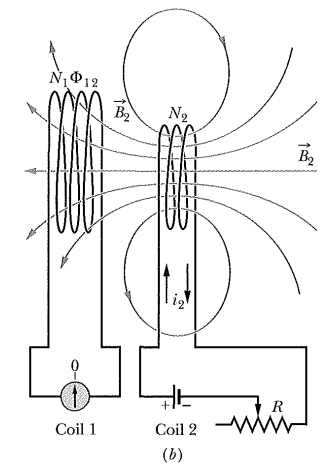 N₁Φ₁₂
B⃗₂
N₂
B⃗₂
i₂
0
+ −
R
Coil 1
Coil 2
(b)